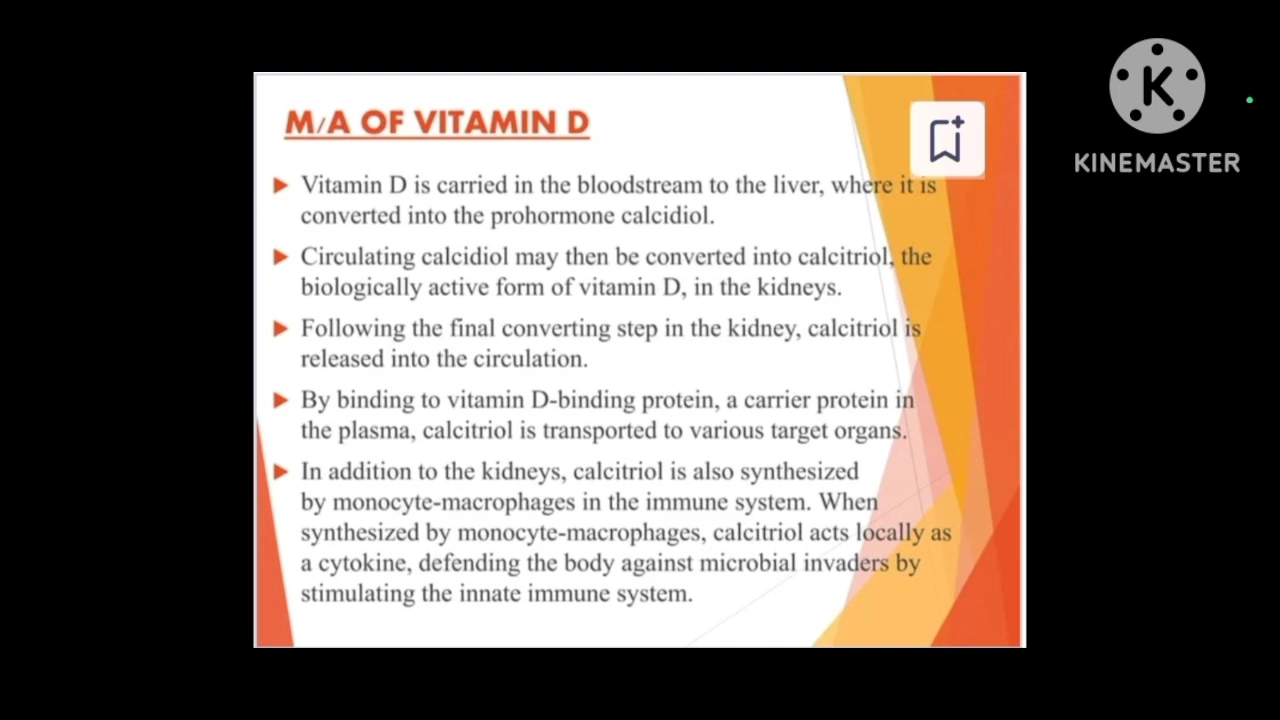 M/A OF VITAMIN D
Vitamin D is carried in the bloodstream to the liver, where it is
converted into the prohormone calcidiol.
Circulating calcidiol may then be converted into calcitriol, the
biologically active form of vitamin D, in the kidneys.
Following the final converting step in the kidney, calcitriol is
released into the circulation.
By binding to vitamin D-binding protein, a carrier protein in
the plasma, calcitriol is transported to various target organs.
In addition to the kidneys, calcitriol is also synthesized
by monocyte-macrophages in the immune system. When
synthesized by monocyte-macrophages, calcitriol acts locally as
a cytokine, defending the body against microbial invaders by
stimulating the innate immune system.
K
KINEMASTER